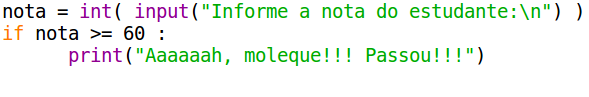 nota = int( input("Informe a nota do estudante:\n") )
if nota >= 60 :
      print("Aaaaaah, moleque!!! Passou!!!")